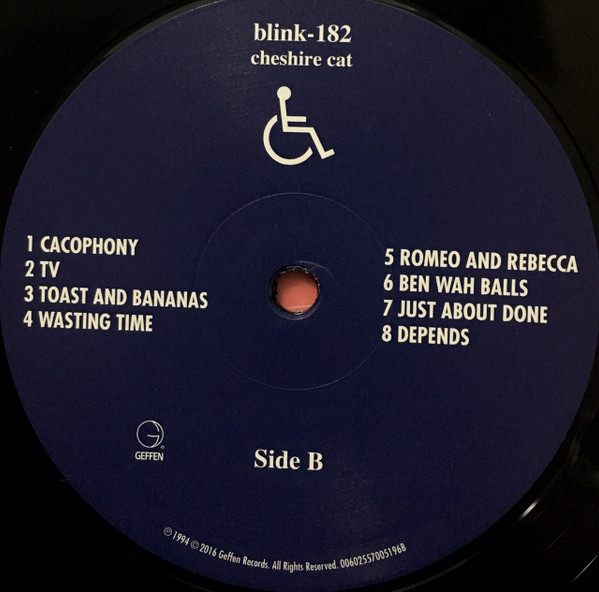 blink-182
cheshire cat
1 CACOPHONY
2 TV
3 TOAST AND BANANAS
4 WASTING TIME
5 ROMEO AND REBECCA
6 BEN WAH BALLS
7 JUST ABOUT DONE
8 DEPENDS
GEFFEN
Side B
℗ 1994 © 2016 Geffen Records. All Rights Reserved. 00602557005196B